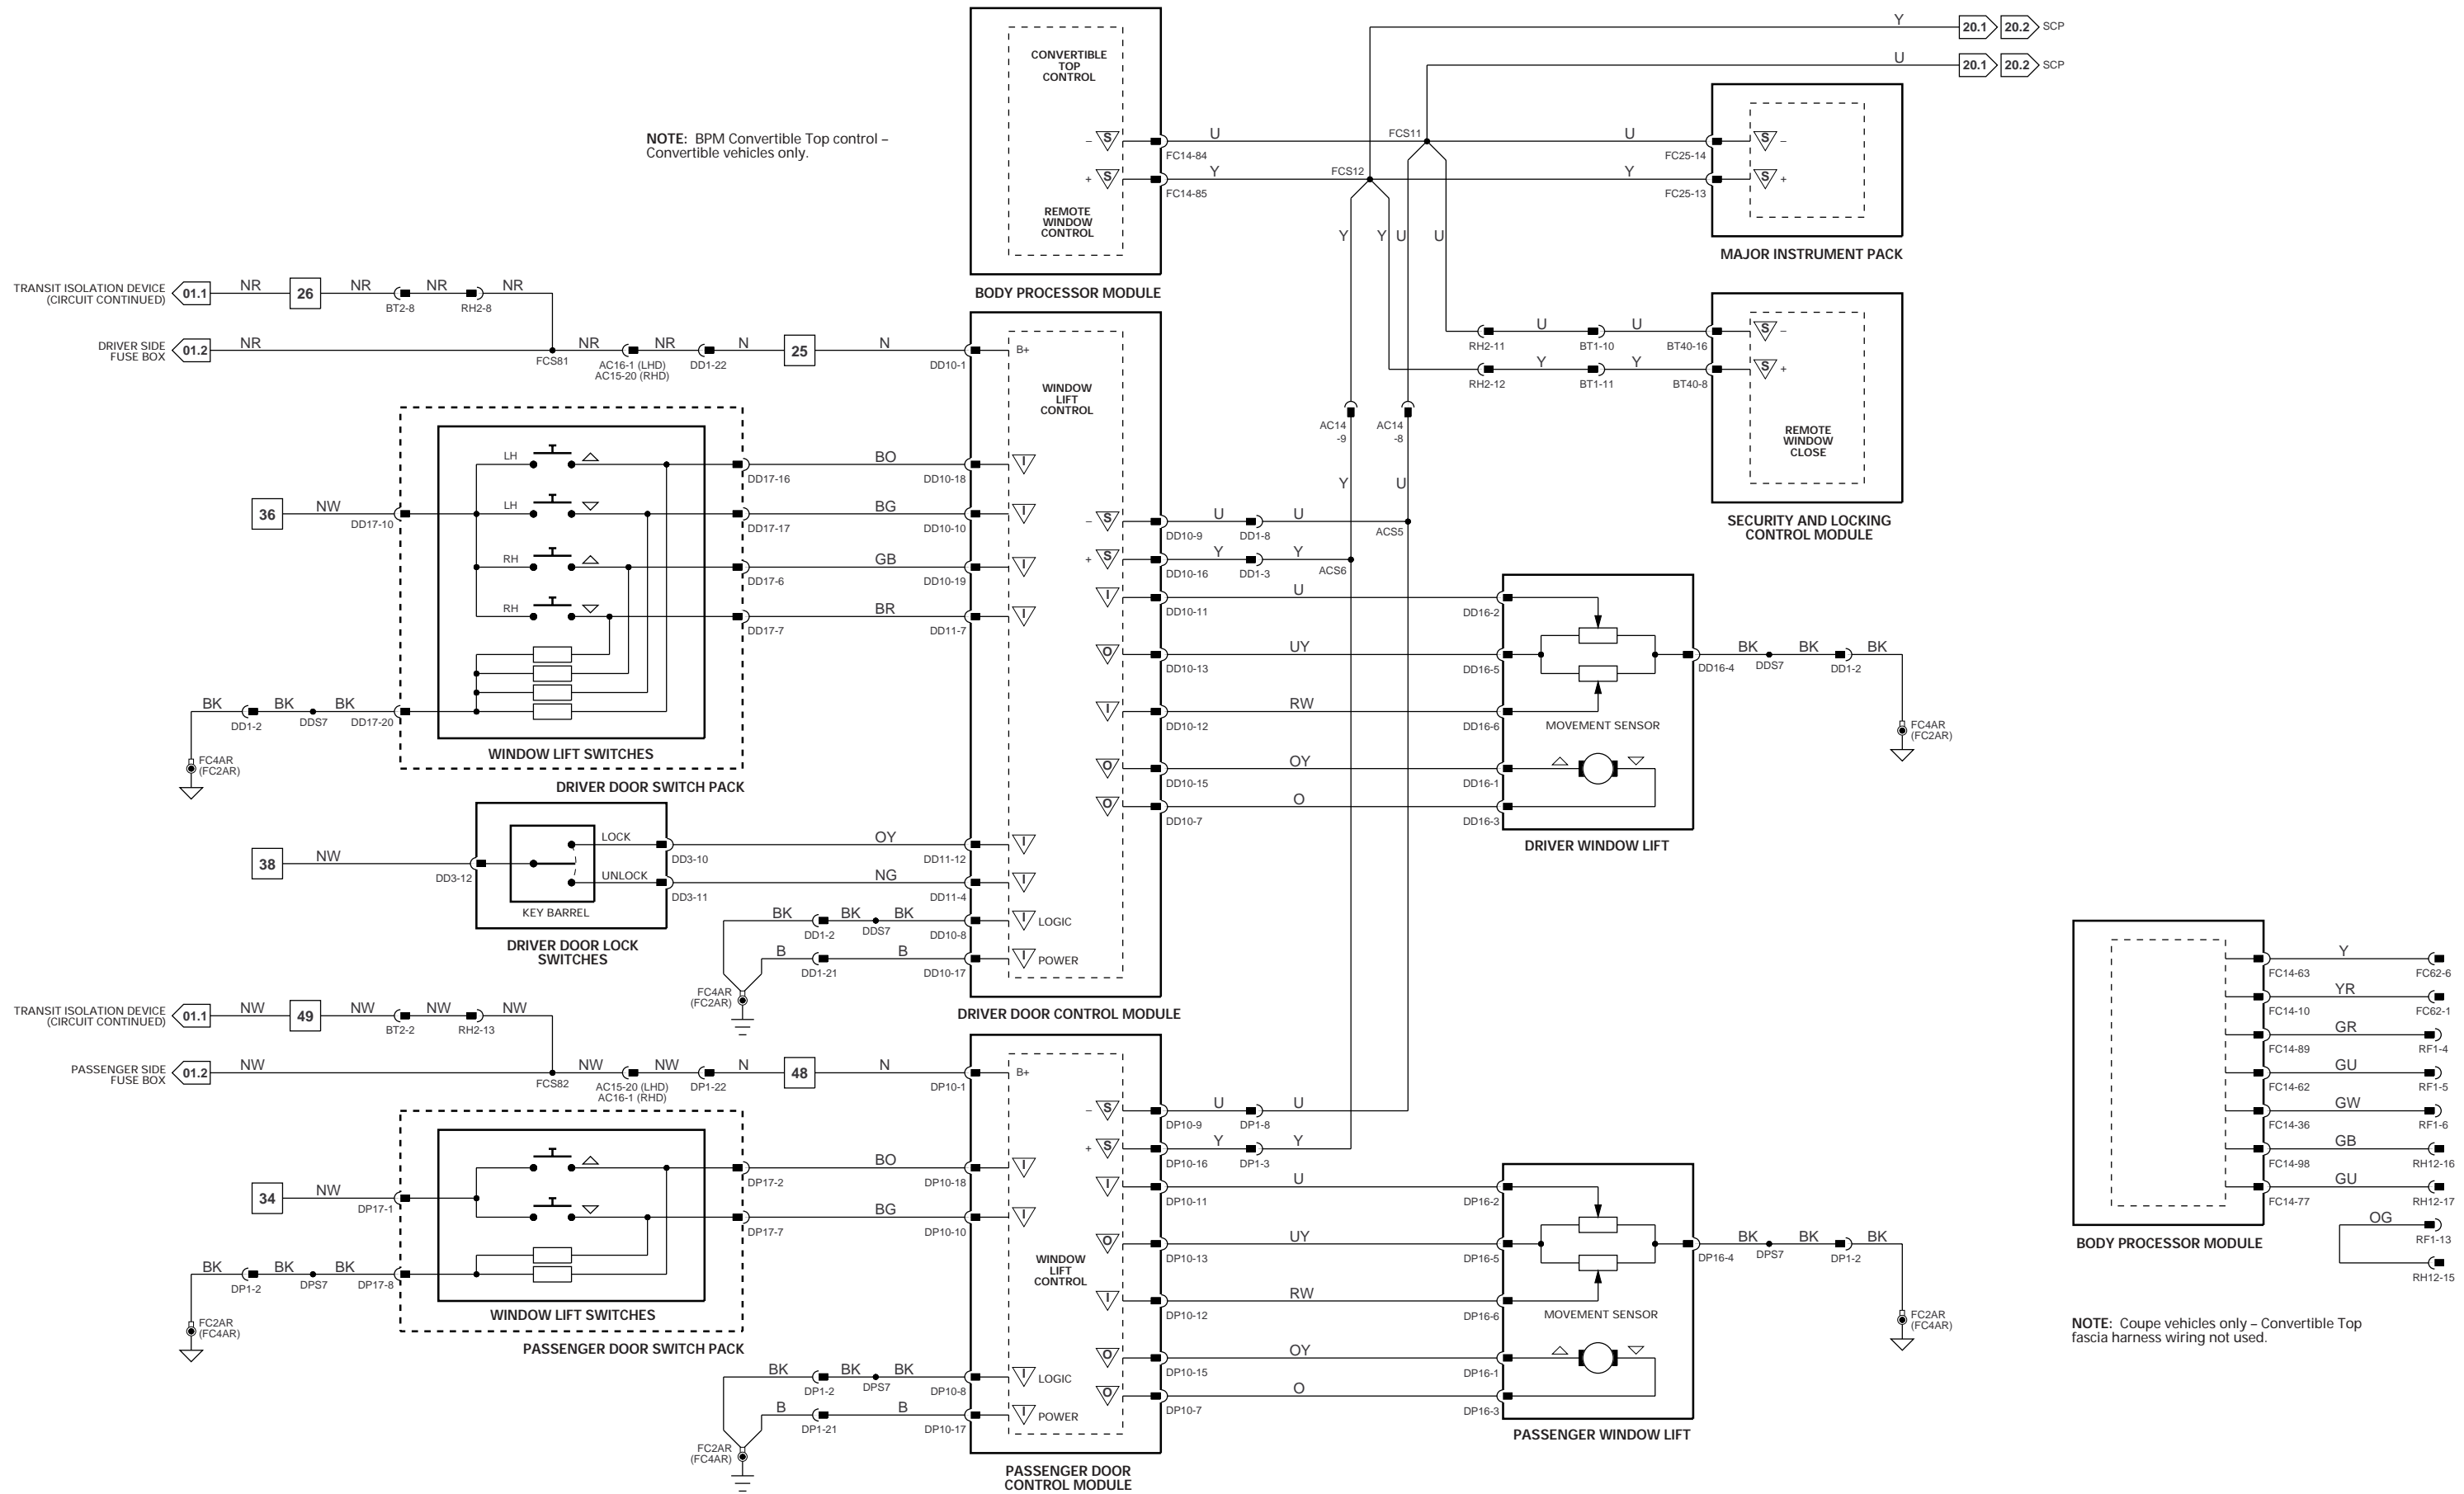 Y
20.1
20.2
SCP
U
20.1
20.2
SCP
CONVERTIBLE
TOP
CONTROL
NOTE: BPM Convertible Top control –
Convertible vehicles only.
– S
U
FCS11
U
S –
FC14-84
FC25-14
+ S
Y
FCS12
Y
S +
FC14-85
FC25-13
REMOTE
WINDOW
CONTROL
Y
Y
U
U
MAJOR INSTRUMENT PACK
BODY PROCESSOR MODULE
TRANSIT ISOLATION DEVICE
(CIRCUIT CONTINUED)
01.1
NR
26
NR
BT2-8
NR
RH2-8
NR
DRIVER SIDE
FUSE BOX
01.2
NR
FCS81
NR
AC16-1 (LHD)
AC15-20 (RHD)
NR
DD1-22
N
25
N
DD10-1
B+
WINDOW
LIFT
CONTROL
RH2-11
U
BT1-10
U
BT40-16
S –
RH2-12
Y
BT1-11
Y
BT40-8
S +
REMOTE
WINDOW
CLOSE
SECURITY AND LOCKING
CONTROL MODULE
AC14
-9
AC14
-8
Y
U
LH
DD17-16
BO
DD10-18
I
36
NW
DD17-10
LH
DD17-17
BG
DD10-10
I
RH
DD17-6
GB
DD10-19
I
RH
DD17-7
BR
DD11-7
I
BK
DD1-2
BK
DDS7
BK
DD17-20
FC4AR
(FC2AR)
WINDOW LIFT SWITCHES
DRIVER DOOR SWITCH PACK
– S
DD10-9
U
DD1-8
U
ACS5
+ S
DD10-16
Y
DD1-3
Y
ACS6
I
DD10-11
U
DD16-2
O
DD10-13
UY
DD16-5
I
DD10-12
RW
DD16-6
O
DD10-15
OY
DD16-1
O
DD10-7
O
DD16-3
MOVEMENT SENSOR
DD16-4
BK
DDS7
BK
DD1-2
BK
FC4AR
(FC2AR)
DRIVER WINDOW LIFT
38
NW
DD3-12
LOCK
DD3-10
OY
DD11-12
I
UNLOCK
DD3-11
NG
DD11-4
I
KEY BARREL
DRIVER DOOR LOCK
SWITCHES
BK
DD1-2
BK
DDS7
BK
DD10-8
I LOGIC
B
DD1-21
B
DD10-17
I POWER
FC4AR
(FC2AR)
DRIVER DOOR CONTROL MODULE
TRANSIT ISOLATION DEVICE
(CIRCUIT CONTINUED)
01.1
NW
49
NW
BT2-2
NW
RH2-13
NW
PASSENGER SIDE
FUSE BOX
01.2
NW
FCS82
NW
AC15-20 (LHD)
AC16-1 (RHD)
NW
DP1-22
N
48
N
DP10-1
B+
34
NW
DP17-1
DP17-2
BO
DP10-18
I
DP17-7
BG
DP10-10
I
WINDOW
LIFT
CONTROL
BK
DP1-2
BK
DPS7
BK
DP17-8
FC2AR
(FC4AR)
WINDOW LIFT SWITCHES
PASSENGER DOOR SWITCH PACK
BK
DP1-2
BK
DPS7
BK
DP10-8
I LOGIC
B
DP1-21
B
DP10-17
I POWER
FC2AR
(FC4AR)
PASSENGER DOOR
CONTROL MODULE
– S
DP10-9
U
DP1-8
U
+ S
DP10-16
Y
DP1-3
Y
I
DP10-11
U
DP16-2
O
DP10-13
UY
DP16-5
I
DP10-12
RW
DP16-6
O
DP10-15
OY
DP16-1
O
DP10-7
O
DP16-3
MOVEMENT SENSOR
DP16-4
BK
DPS7
BK
DP1-2
BK
FC2AR
(FC4AR)
PASSENGER WINDOW LIFT
FC14-63
Y
FC62-6
FC14-10
YR
FC62-1
FC14-89
GR
RF1-4
FC14-62
GU
RF1-5
FC14-36
GW
RF1-6
FC14-98
GB
RH12-16
FC14-77
GU
RH12-17
OG
RF1-13
RH12-15
BODY PROCESSOR MODULE
NOTE: Coupe vehicles only – Convertible Top
fascia harness wiring not used.